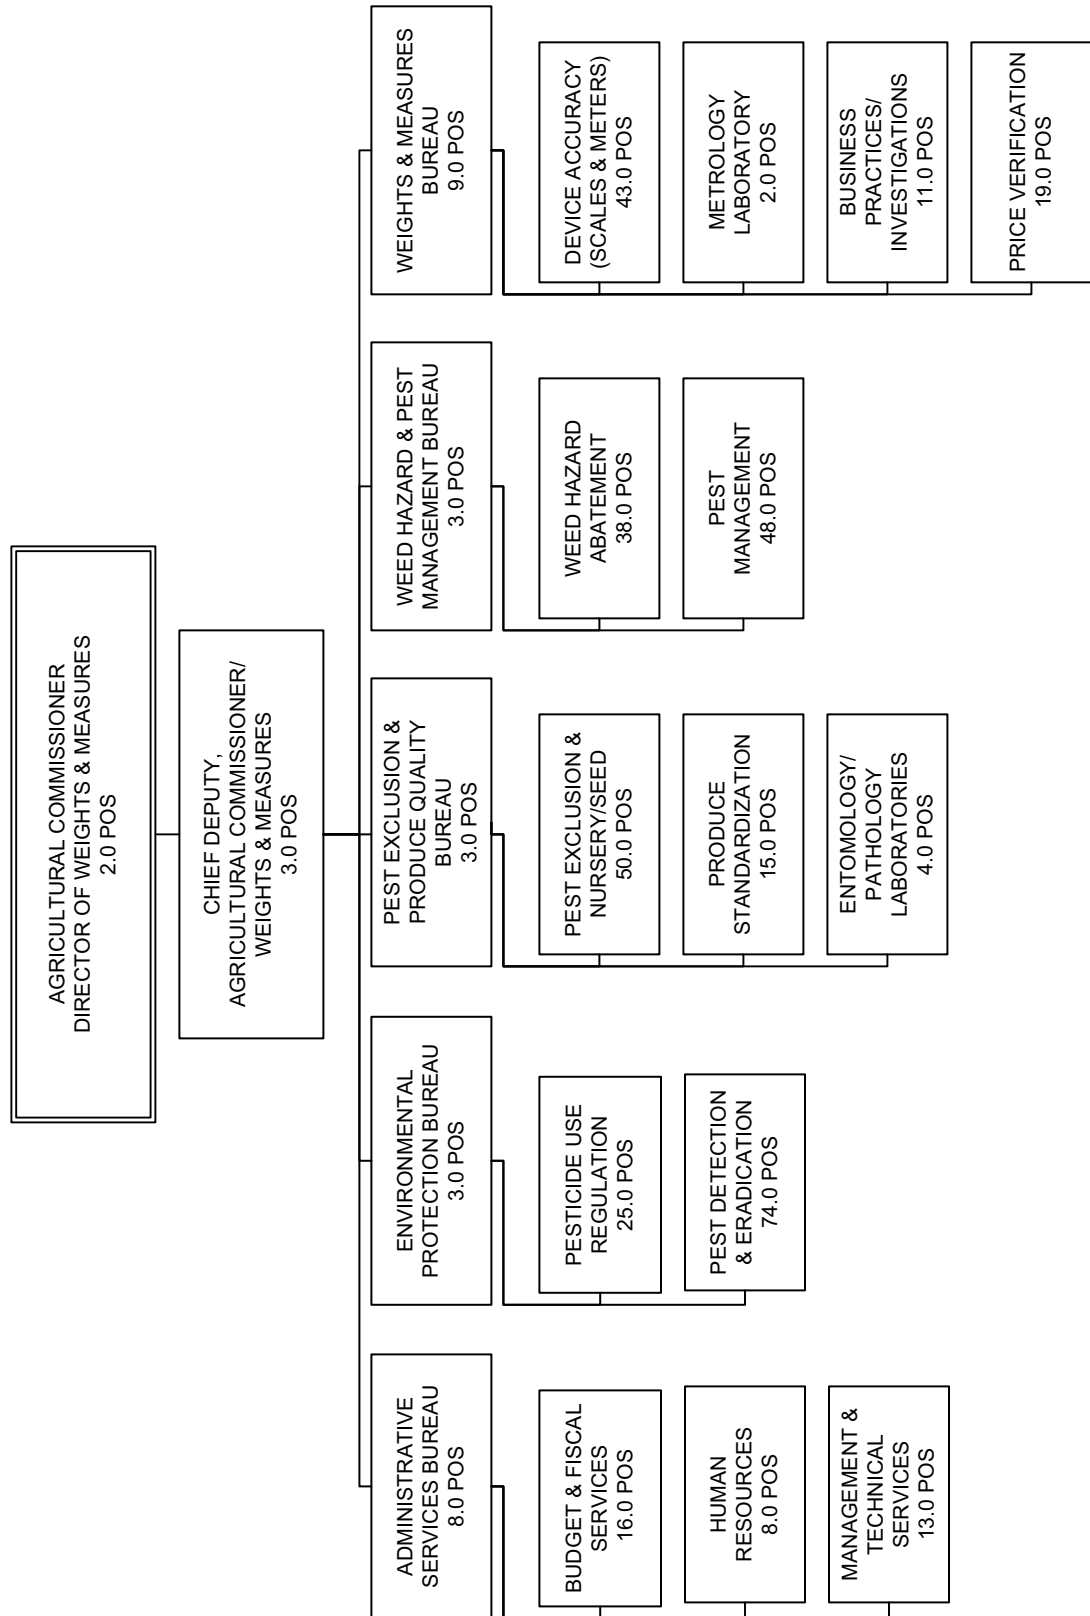 AGRICULTURAL COMMISSIONER
DIRECTOR OF WEIGHTS & MEASURES
2.0 POS
CHIEF DEPUTY,
AGRICULTURAL COMMISSIONER/
WEIGHTS & MEASURES
3.0 POS
ADMINISTRATIVE
SERVICES BUREAU
8.0 POS
BUDGET & FISCAL
SERVICES
16.0 POS
HUMAN
RESOURCES
8.0 POS
MANAGEMENT &
TECHNICAL
SERVICES
13.0 POS
ENVIRONMENTAL
PROTECTION BUREAU
3.0 POS
PESTICIDE USE
REGULATION
25.0 POS
PEST DETECTION
& ERADICATION
74.0 POS
PEST EXCLUSION &
PRODUCE QUALITY
BUREAU
3.0 POS
PEST EXCLUSION &
NURSERY/SEED
50.0 POS
PRODUCE
STANDARDIZATION
15.0 POS
ENTOMOLOGY/
PATHOLOGY
LABORATORIES
4.0 POS
WEED HAZARD & PEST
MANAGEMENT BUREAU
3.0 POS
WEED HAZARD
ABATEMENT
38.0 POS
PEST
MANAGEMENT
48.0 POS
WEIGHTS & MEASURES
BUREAU
9.0 POS
DEVICE ACCURACY
(SCALES & METERS)
43.0 POS
METROLOGY
LABORATORY
2.0 POS
BUSINESS
PRACTICES/
INVESTIGATIONS
11.0 POS
PRICE VERIFICATION
19.0 POS